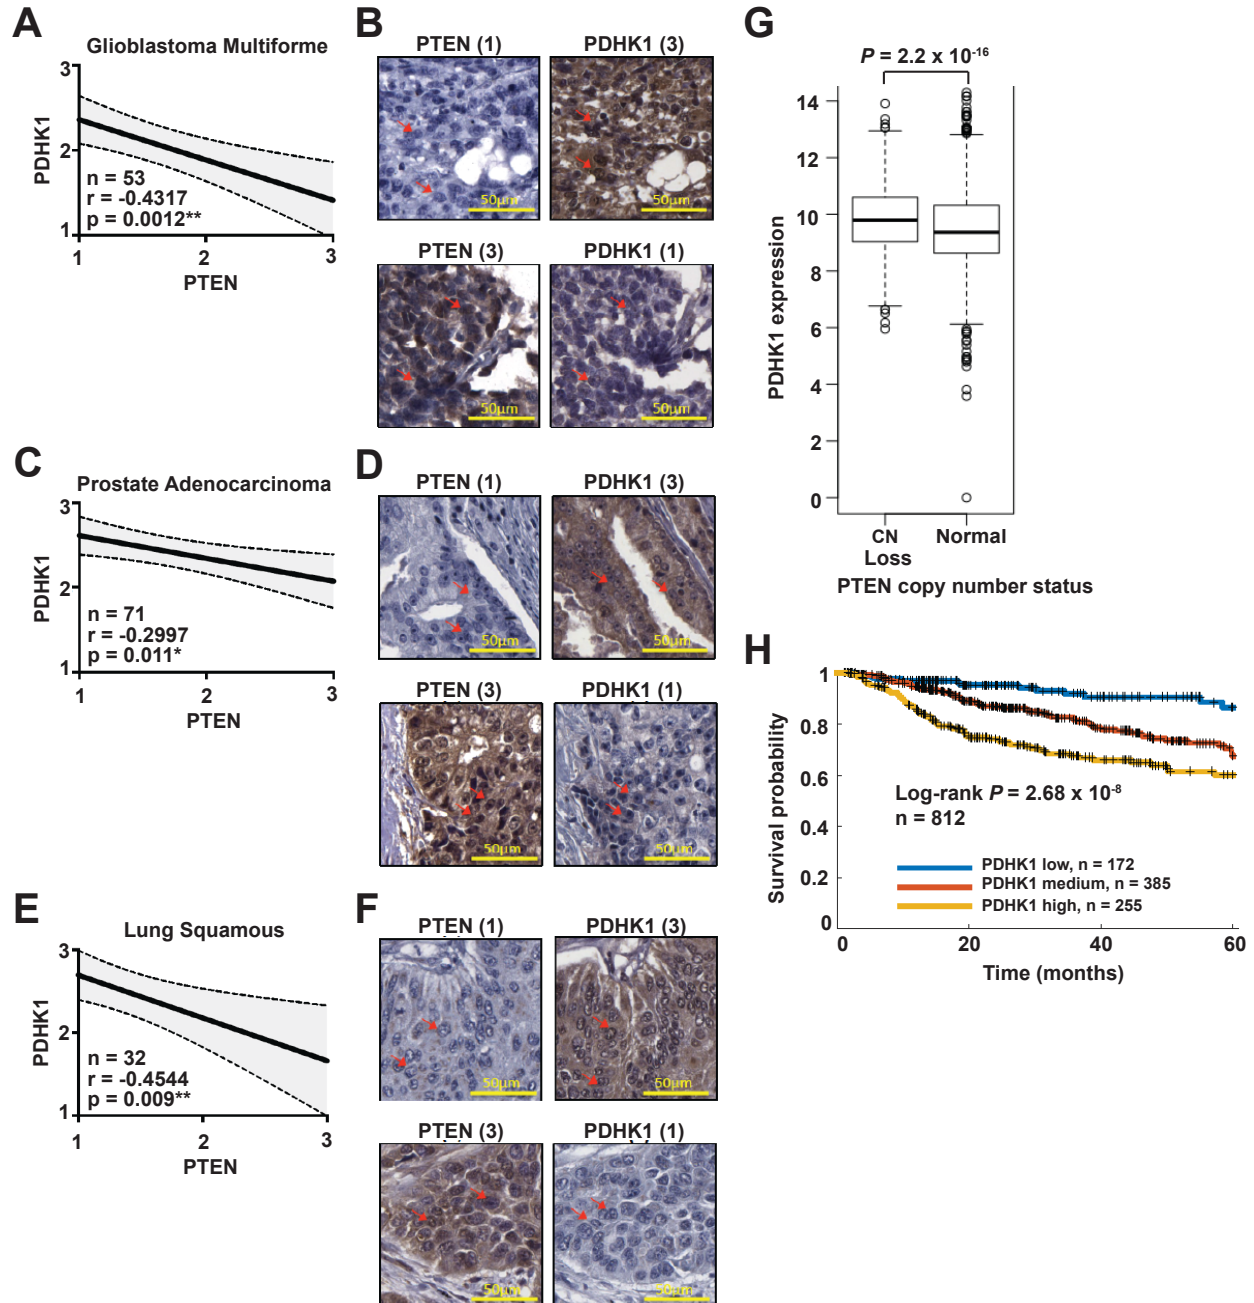 A
Glioblastoma Multiforme
3
2
1
PDHK1
n = 53
r = -0.4317
p = 0.0012**
1 2 3
PTEN
B
PTEN (1) PDHK1 (3)
50μm 50μm
PTEN (3) PDHK1 (1)
50μm 50μm
C
Prostate Adenocarcinoma
3
2
1
PDHK1
n = 71
r = -0.2997
p = 0.011*
1 2 3
PTEN
D
PTEN (1) PDHK1 (3)
50μm 50μm
PTEN (3) PDHK1 (1)
50μm 50μm
E
Lung Squamous
3
2
1
PDHK1
n = 32
r = -0.4544
p = 0.009**
1 2 3
PTEN
F
PTEN (1) PDHK1 (3)
50μm 50μm
PTEN (3) PDHK1 (1)
50μm 50μm
G
P = 2.2 x 10-16
14
12
10
8
6
4
2
0
PDHK1 expression
CN Loss Normal
PTEN copy number status
H
1
0.8
0.6
0.4
0.2
0
Survival probability
Log-rank P = 2.68 x 10-8
n = 812
PDHK1 low, n = 172
PDHK1 medium, n = 385
PDHK1 high, n = 255
0 20 40 60
Time (months)